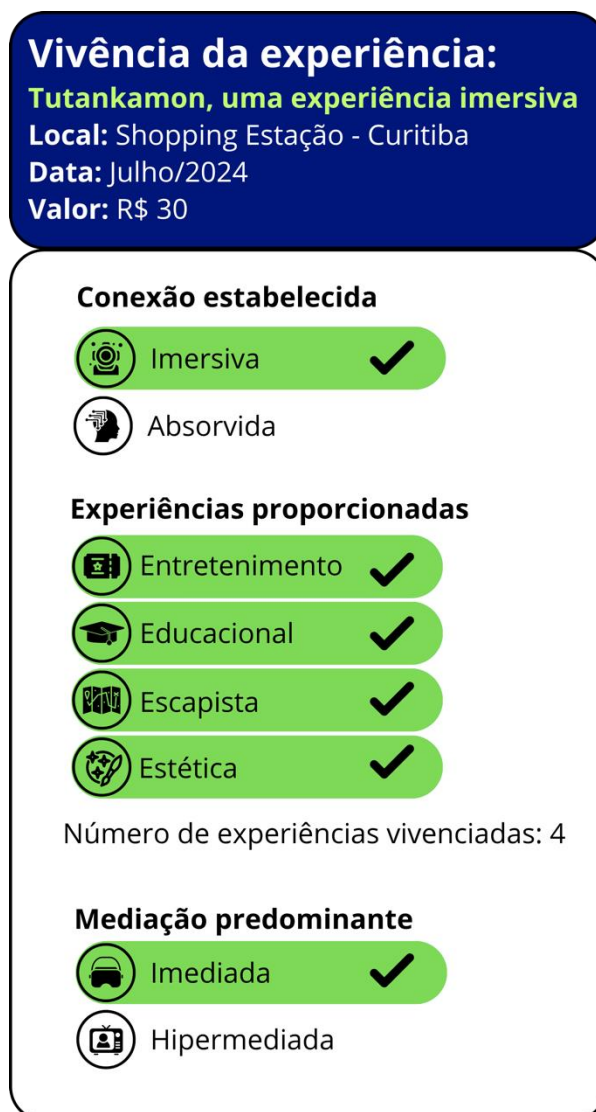 Vivência da experiência:
Tutankamon, uma experiência imersiva
Local: Shopping Estação - Curitiba
Data: Julho/2024
Valor: R$ 30
Conexão estabelecida
Imersiva
Absorvida
Experiências proporcionadas
Entretenimento
Educacional
Escapista
Estética
Número de experiências vivenciadas: 4
Mediação predominante
Imediada
Hipermediada